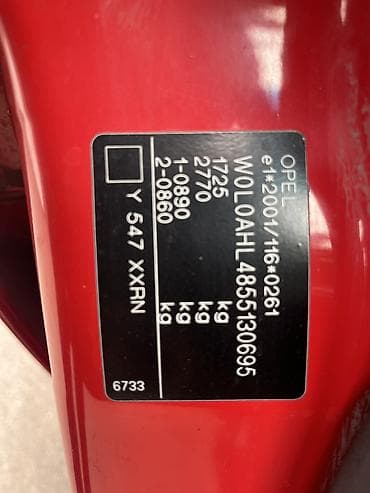 OPEL
e1*2001/116*0261
W0L0AHL4855130695
1725 kg
2770 kg
1-0890 kg
2-0860 kg
Y 547 XXRN
6733